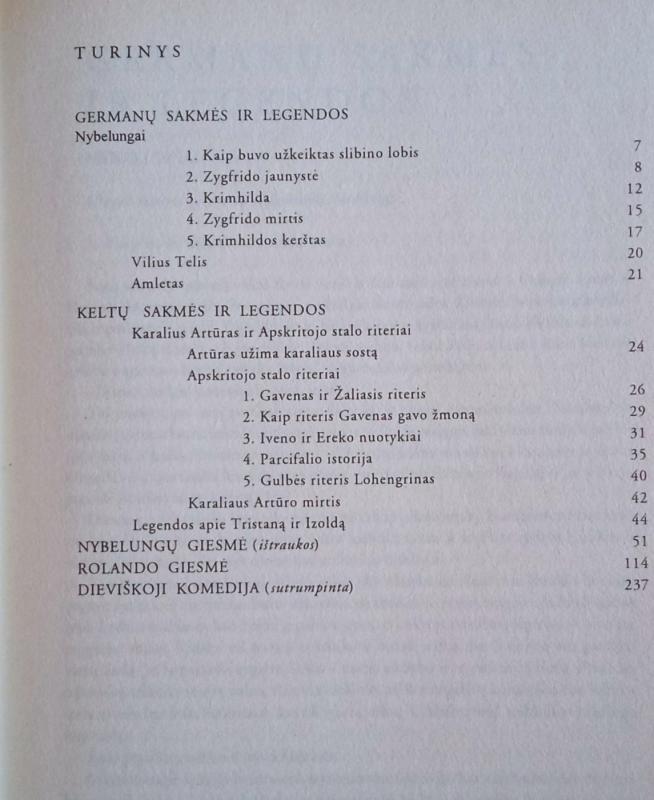 TURINYS
GERMANŲ SAKMĖS IR LEGENDOS
Nybelungai
1. Kaip buvo užkeiktas slibino lobis 7
2. Zygfrido jaunystė 8
3. Krimhilda 12
4. Zygfrido mirtis 15
5. Krimhildos kerštas 17
Vilius Telis 20
Amletas 21
KELTŲ SAKMĖS IR LEGENDOS
Karalius Artūras ir Apskritojo stalo riteriai
Artūras užima karaliaus sostą 24
Apskritojo stalo riteriai
1. Gavenas ir Žaliasis riteris 26
2. Kaip riteris Gavenas gavo žmoną 29
3. Iveno ir Ereko nuotykiai 31
4. Parcifalio istorija 35
5. Gulbės riteris Lohengrinas 40
Karaliaus Artūro mirtis 42
Legendos apie Tristaną ir Izoldą 44
NYBELUNGŲ GIESMĖ (ištraukos) 51
ROLANDO GIESMĖ 114
DIEVIŠKOJI KOMEDIJA (sutrumpinta) 237